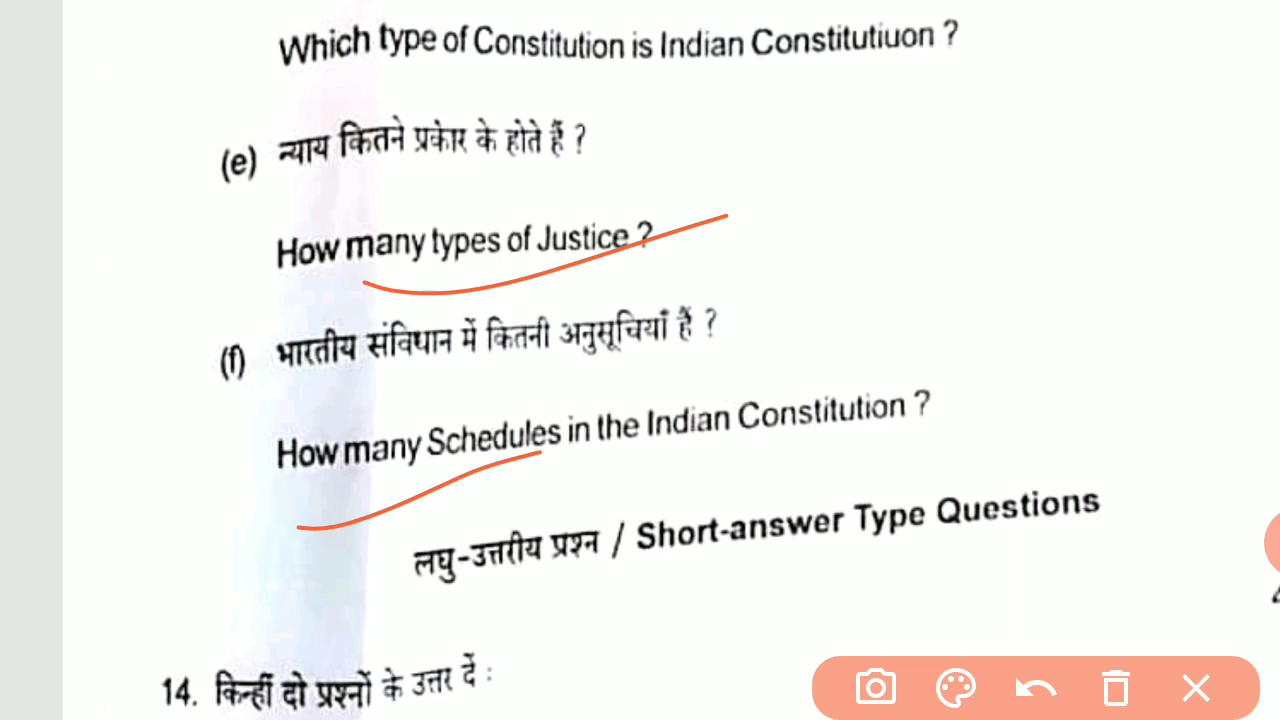 Which type of Constitution is Indian Constitutiuon ?
(e) न्याय कितने प्रकार के होते हैं ?
How many types of Justice ?
(f) भारतीय संविधान में कितनी अनुसूचियाँ हैं ?
How many Schedules in the Indian Constitution ?
लघु-उत्तरीय प्रश्न / Short-answer Type Questions
14. किन्हीं दो प्रश्नों के उत्तर दें :